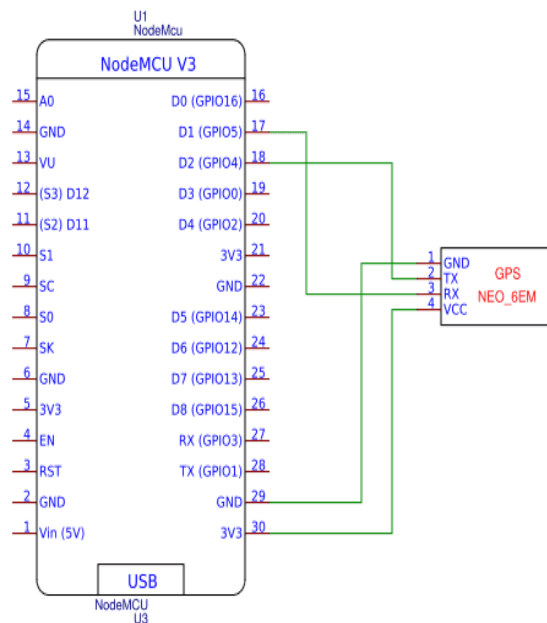 U1
NodeMcu
NodeMCU V3
15 A0 D0 (GPIO16) 16
14 GND D1 (GPIO5) 17
13 VU D2 (GPIO4) 18
12 (S3) D12 D3 (GPIO0) 19
11 (S2) D11 D4 (GPIO2) 20
10 S1 3V3 21
9 SC GND 22
8 S0 D5 (GPIO14) 23
7 SK D6 (GPIO12) 24
6 GND D7 (GPIO13) 25
5 3V3 D8 (GPIO15) 26
4 EN RX (GPIO3) 27
3 RST TX (GPIO1) 28
2 GND GND 29
1 Vin (5V) 3V3 30
USB
NodeMCU
U3
1 GND
2 TX
3 RX
4 VCC
GPS
NEO_6EM